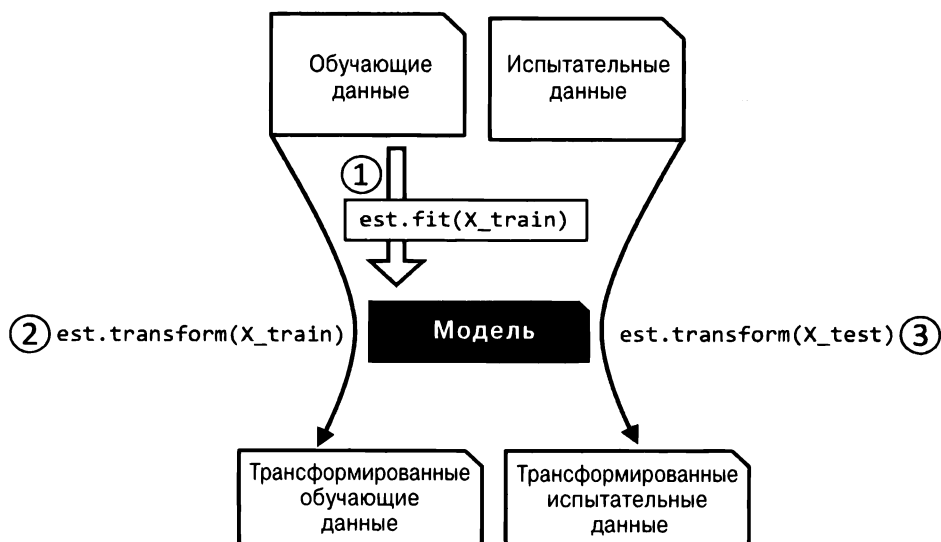 Обучающие
данные
Испытательные
данные
1
est.fit(X_train)
2 est.transform(X_train)
Модель
est.transform(X_test) 3
Трансформированные
обучающие
данные
Трансформированные
испытательные
данные